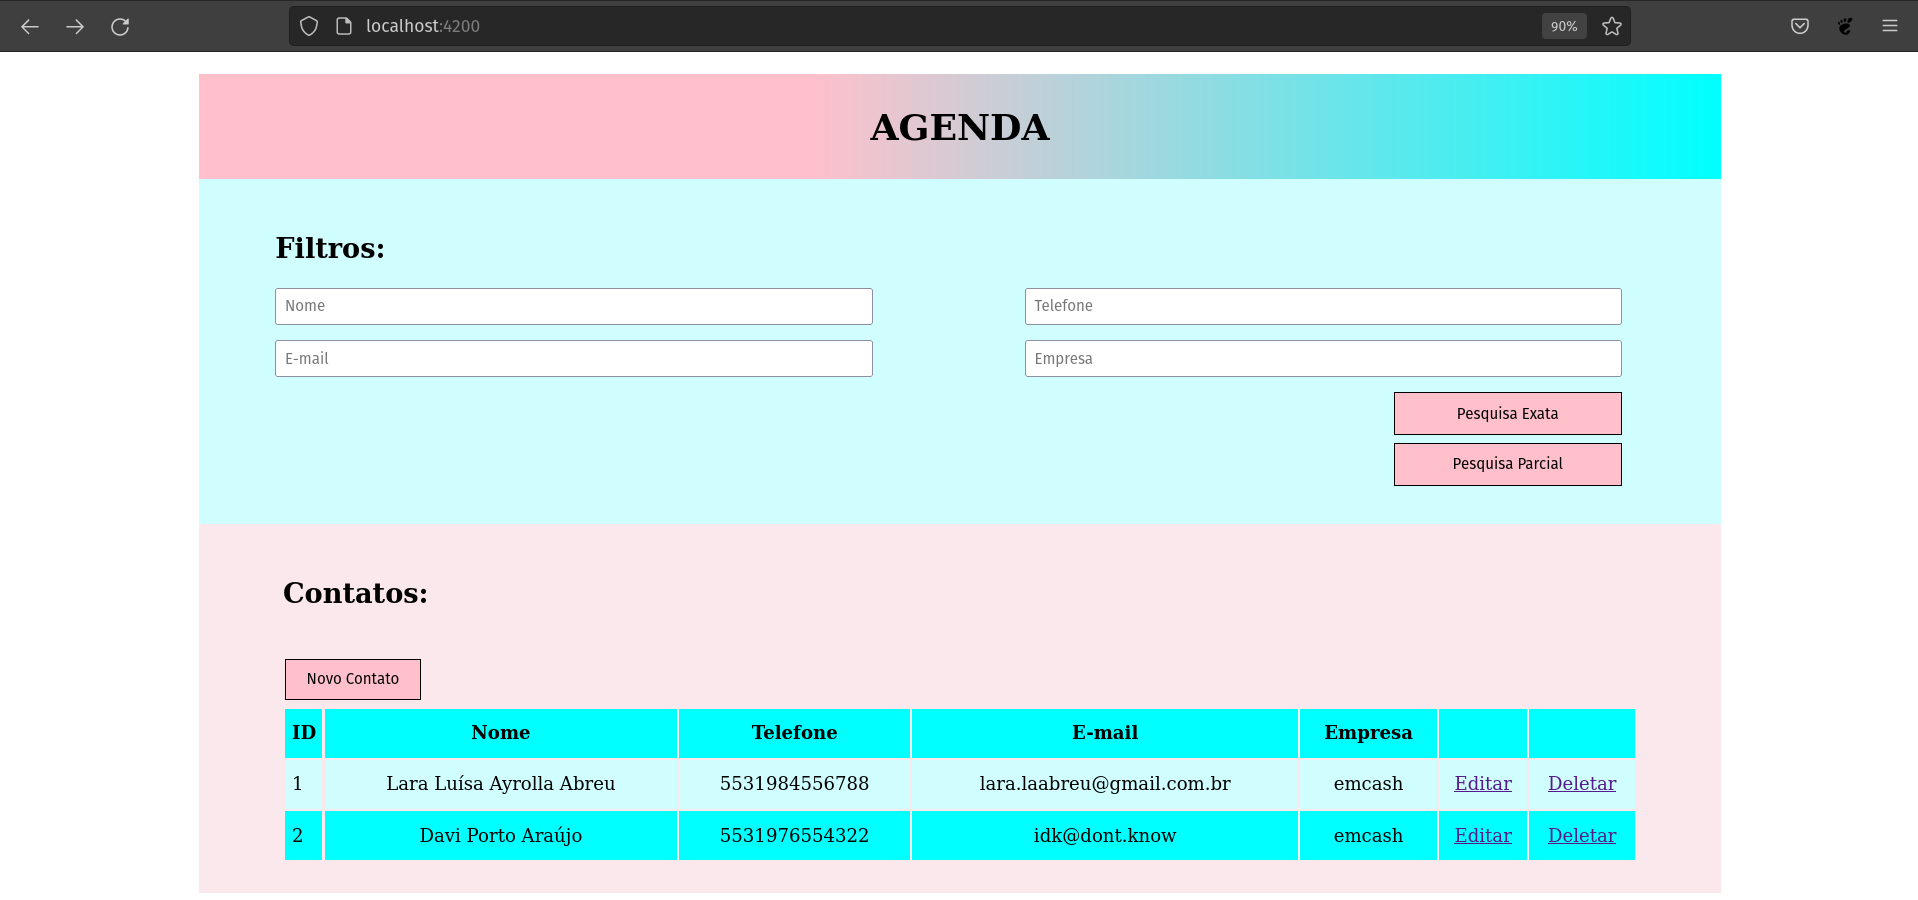 localhost:4200 90%
AGENDA
Filtros:
Nome Telefone
E-mail Empresa
Pesquisa Exata
Pesquisa Parcial
Contatos:
Novo Contato
ID Nome Telefone E-mail Empresa
1 Lara Luísa Ayrolla Abreu 5531984556788 lara.laabreu@gmail.com.br emcash Editar Deletar
2 Davi Porto Araújo 5531976554322 idk@dont.know emcash Editar Deletar